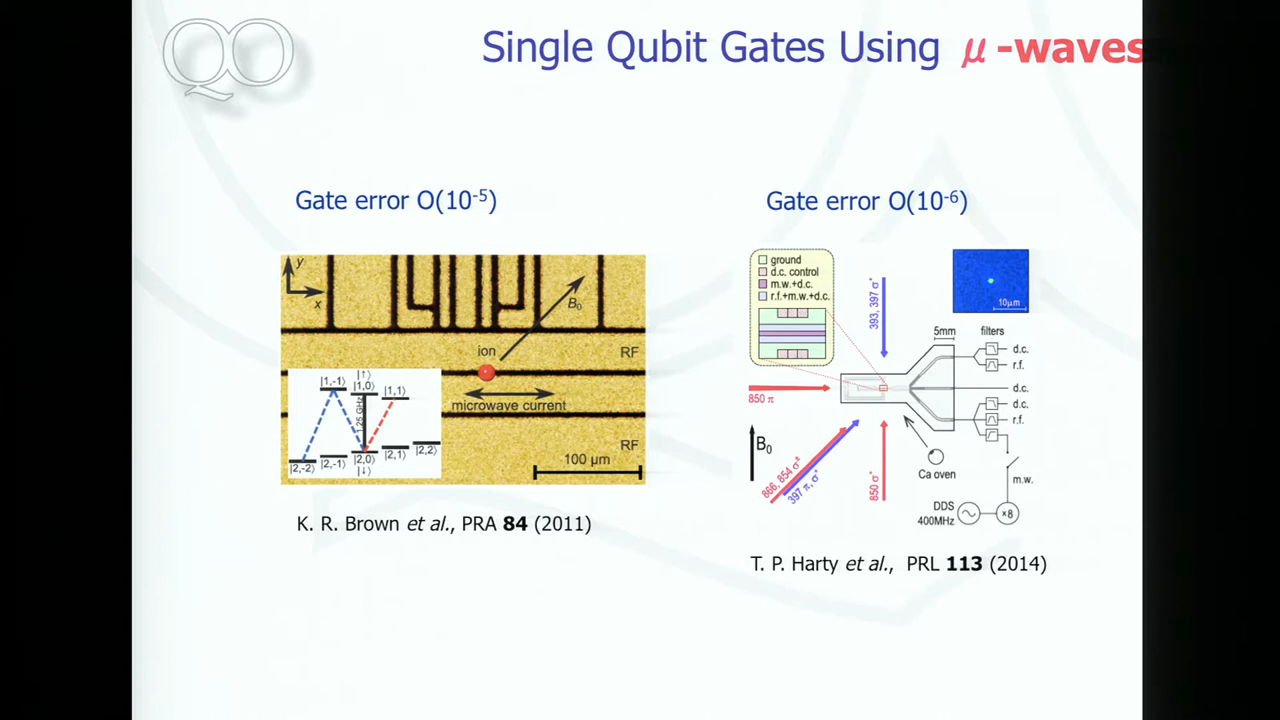 QO
Single Qubit Gates Using μ-waves
Gate error O(10⁻⁵)
y
x
B₀
ion
RF
microwave current
RF
100 μm
|↑⟩
|1,-1⟩ |1,0⟩ |1,1⟩
1.25 GHz
|2,-2⟩ |2,-1⟩ |2,0⟩ |2,1⟩ |2,2⟩
|↓⟩
K. R. Brown et al., PRA 84 (2011)
Gate error O(10⁻⁶)
ground
d.c. control
m.w.+d.c.
r.f.+m.w.+d.c.
393, 397 σ⁺
10μm
5mm
filters
d.c.
r.f.
d.c.
d.c.
r.f.
850 π
B₀
866, 854 σ±
397 π, σ⁺
850 σ⁺
Ca oven
m.w.
DDS
400MHz
×8
T. P. Harty et al., PRL 113 (2014)